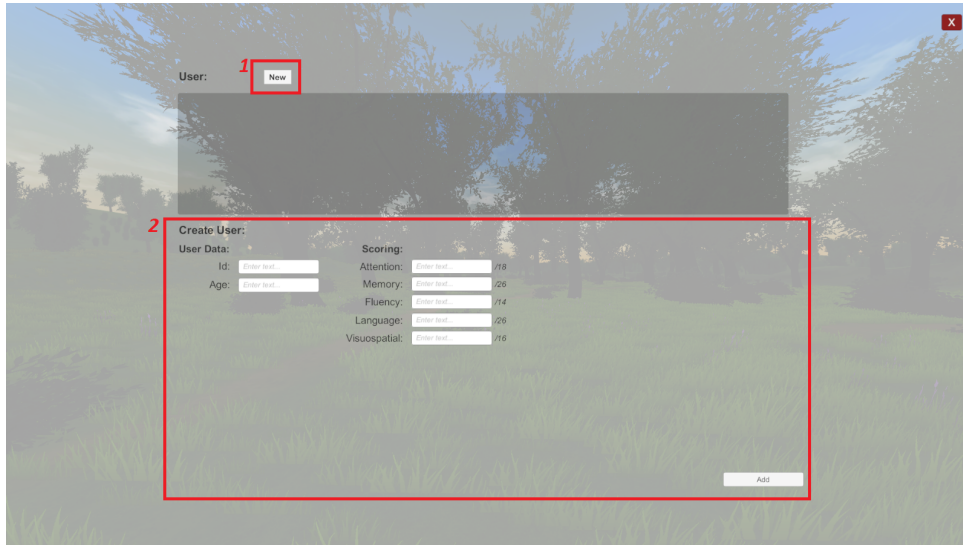 X
1
User: New
2
Create User:
User Data: Scoring:
Id: Enter text... Attention: Enter text... /18
Age: Enter text... Memory: Enter text... /26
Fluency: Enter text... /14
Language: Enter text... /26
Visuospatial: Enter text... /16
Add